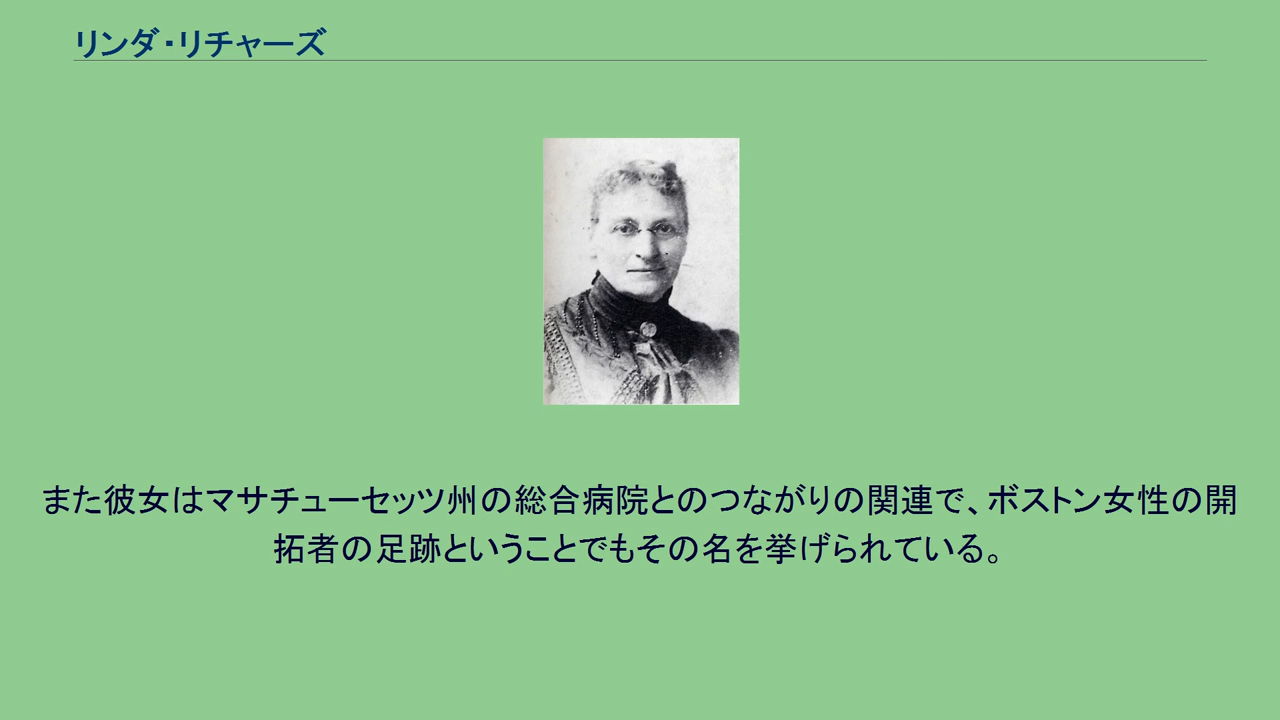 リンダ・リチャーズ
また彼女はマサチューセッツ州の総合病院とのつながりの関連で、ボストン女性の開
拓者の足跡ということでもその名を挙げられている。